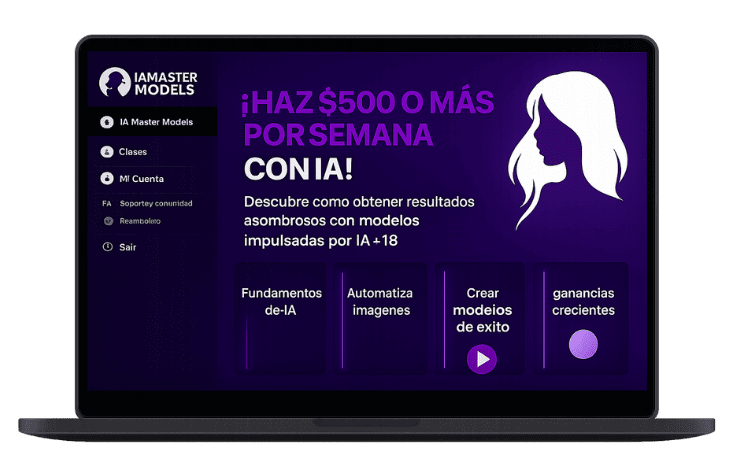 IAMASTER
MODELS
IA Master Models
Clases
Mi Cuenta
FA Soportey comunidad
Reambolero
Sair
¡HAZ $500 O MÁS
POR SEMANA
CON IA!
Descubre como obtener resultados
asombrosos con modelos
impulsadas por IA +18
Fundamentos
de-IA
Automatiza
imagenes
Crear
modeios
de exito
ganancias
crecientes